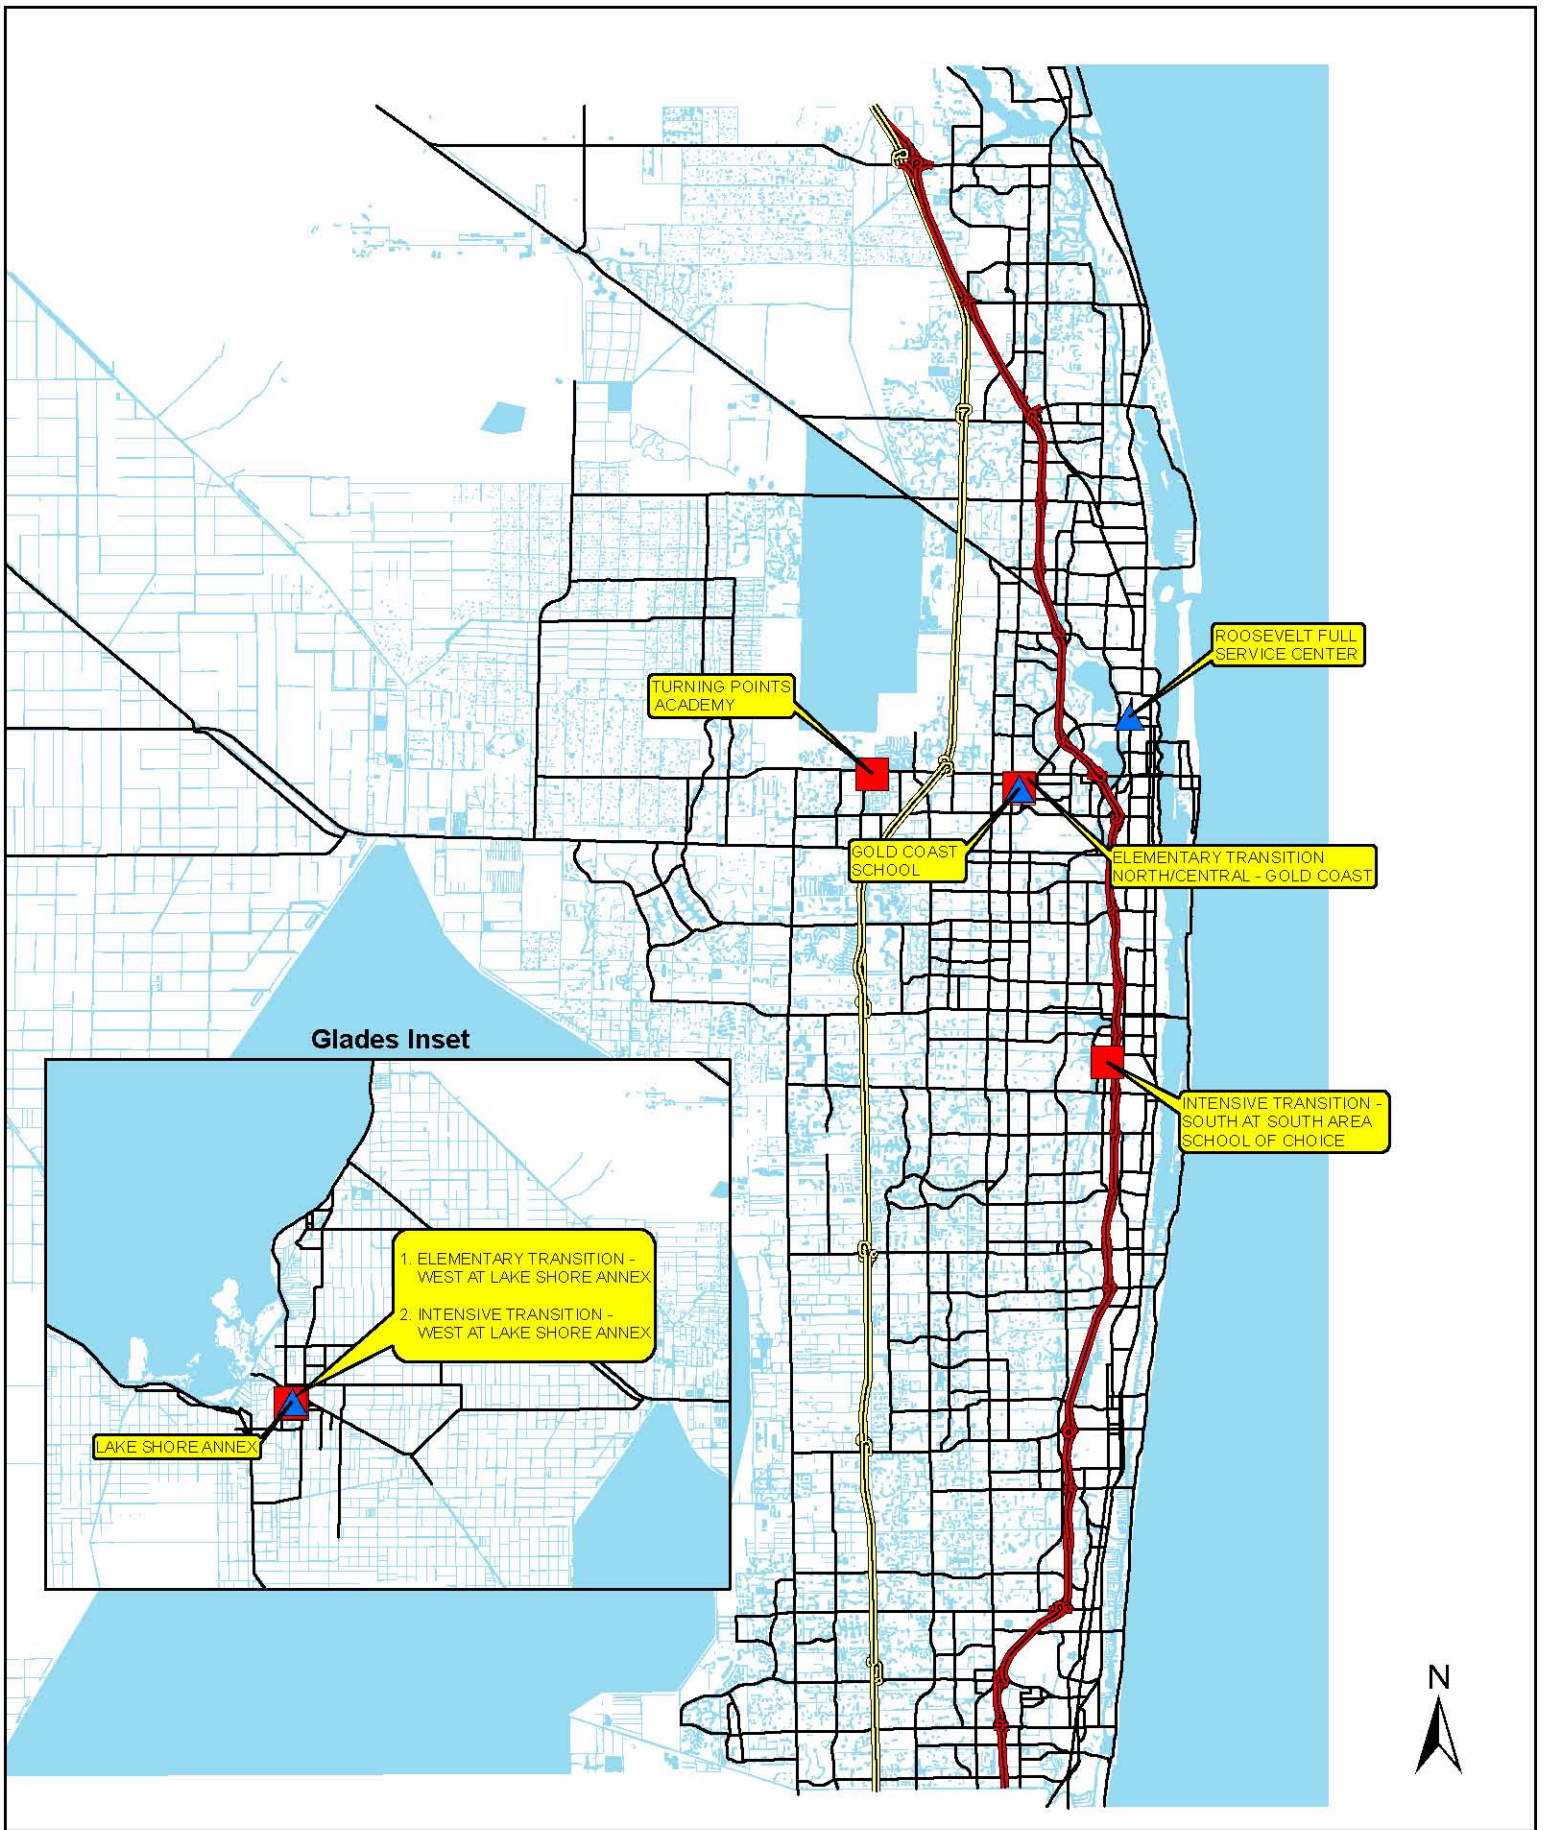 ROOSEVELT FULL
SERVICE CENTER
TURNING POINTS
ACADEMY
GOLD COAST
SCHOOL
ELEMENTARY TRANSITION
NORTH/CENTRAL - GOLD COAST
Glades Inset
INTENSIVE TRANSITION -
SOUTH AT SOUTH AREA
SCHOOL OF CHOICE
1. ELEMENTARY TRANSITION -
WEST AT LAKE SHORE ANNEX
2. INTENSIVE TRANSITION -
WEST AT LAKE SHORE ANNEX
LAKE SHORE ANNEX
N